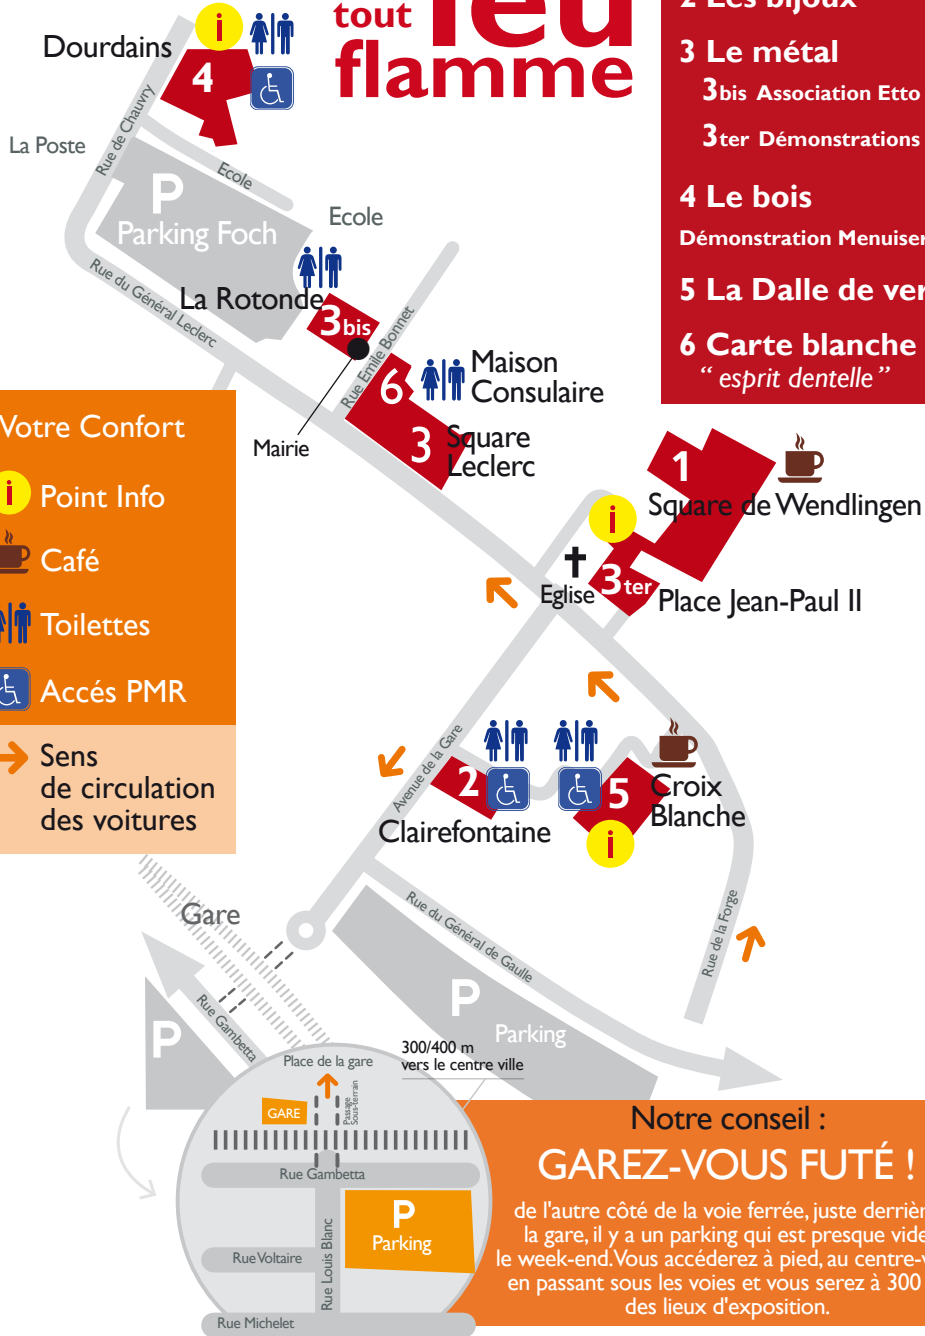 tout feu
flamme
2 Les bijoux
3 Le métal
3bis Association Etto
3ter Démonstrations
4 Le bois
Démonstration Menuiser
5 La Dalle de ver
6 Carte blanche
“ esprit dentelle ”
Dourdains
i
4
Rue de Chauvry
La Poste
Ecole
P
Parking Foch
Ecole
Rue du Général Leclerc
La Rotonde
3bis
Rue Emile Bonnet
Mairie
6
Maison
Consulaire
3
Square
Leclerc
1
Square de Wendlingen
i
Eglise
3ter
Place Jean-Paul II
Votre Confort
i Point Info
Café
Toilettes
Accés PMR
Sens
de circulation
des voitures
Avenue de la Gare
2
Clairefontaine
5
Croix
Blanche
i
Rue de la Forge
Rue du Général de Gaulle
Gare
Rue Gambetta
P
P
Parking
300/400 m
vers le centre ville
Place de la gare
GARE
Passage
Sous-terrain
Rue Gambetta
P
Parking
Rue Voltaire
Rue Louis Blanc
Rue Michelet
Notre conseil :
GAREZ-VOUS FUTÉ !
de l'autre côté de la voie ferrée, juste derrièr
la gare, il y a un parking qui est presque vide
le week-end. Vous accéderez à pied, au centre-v
en passant sous les voies et vous serez à 300
des lieux d'exposition.